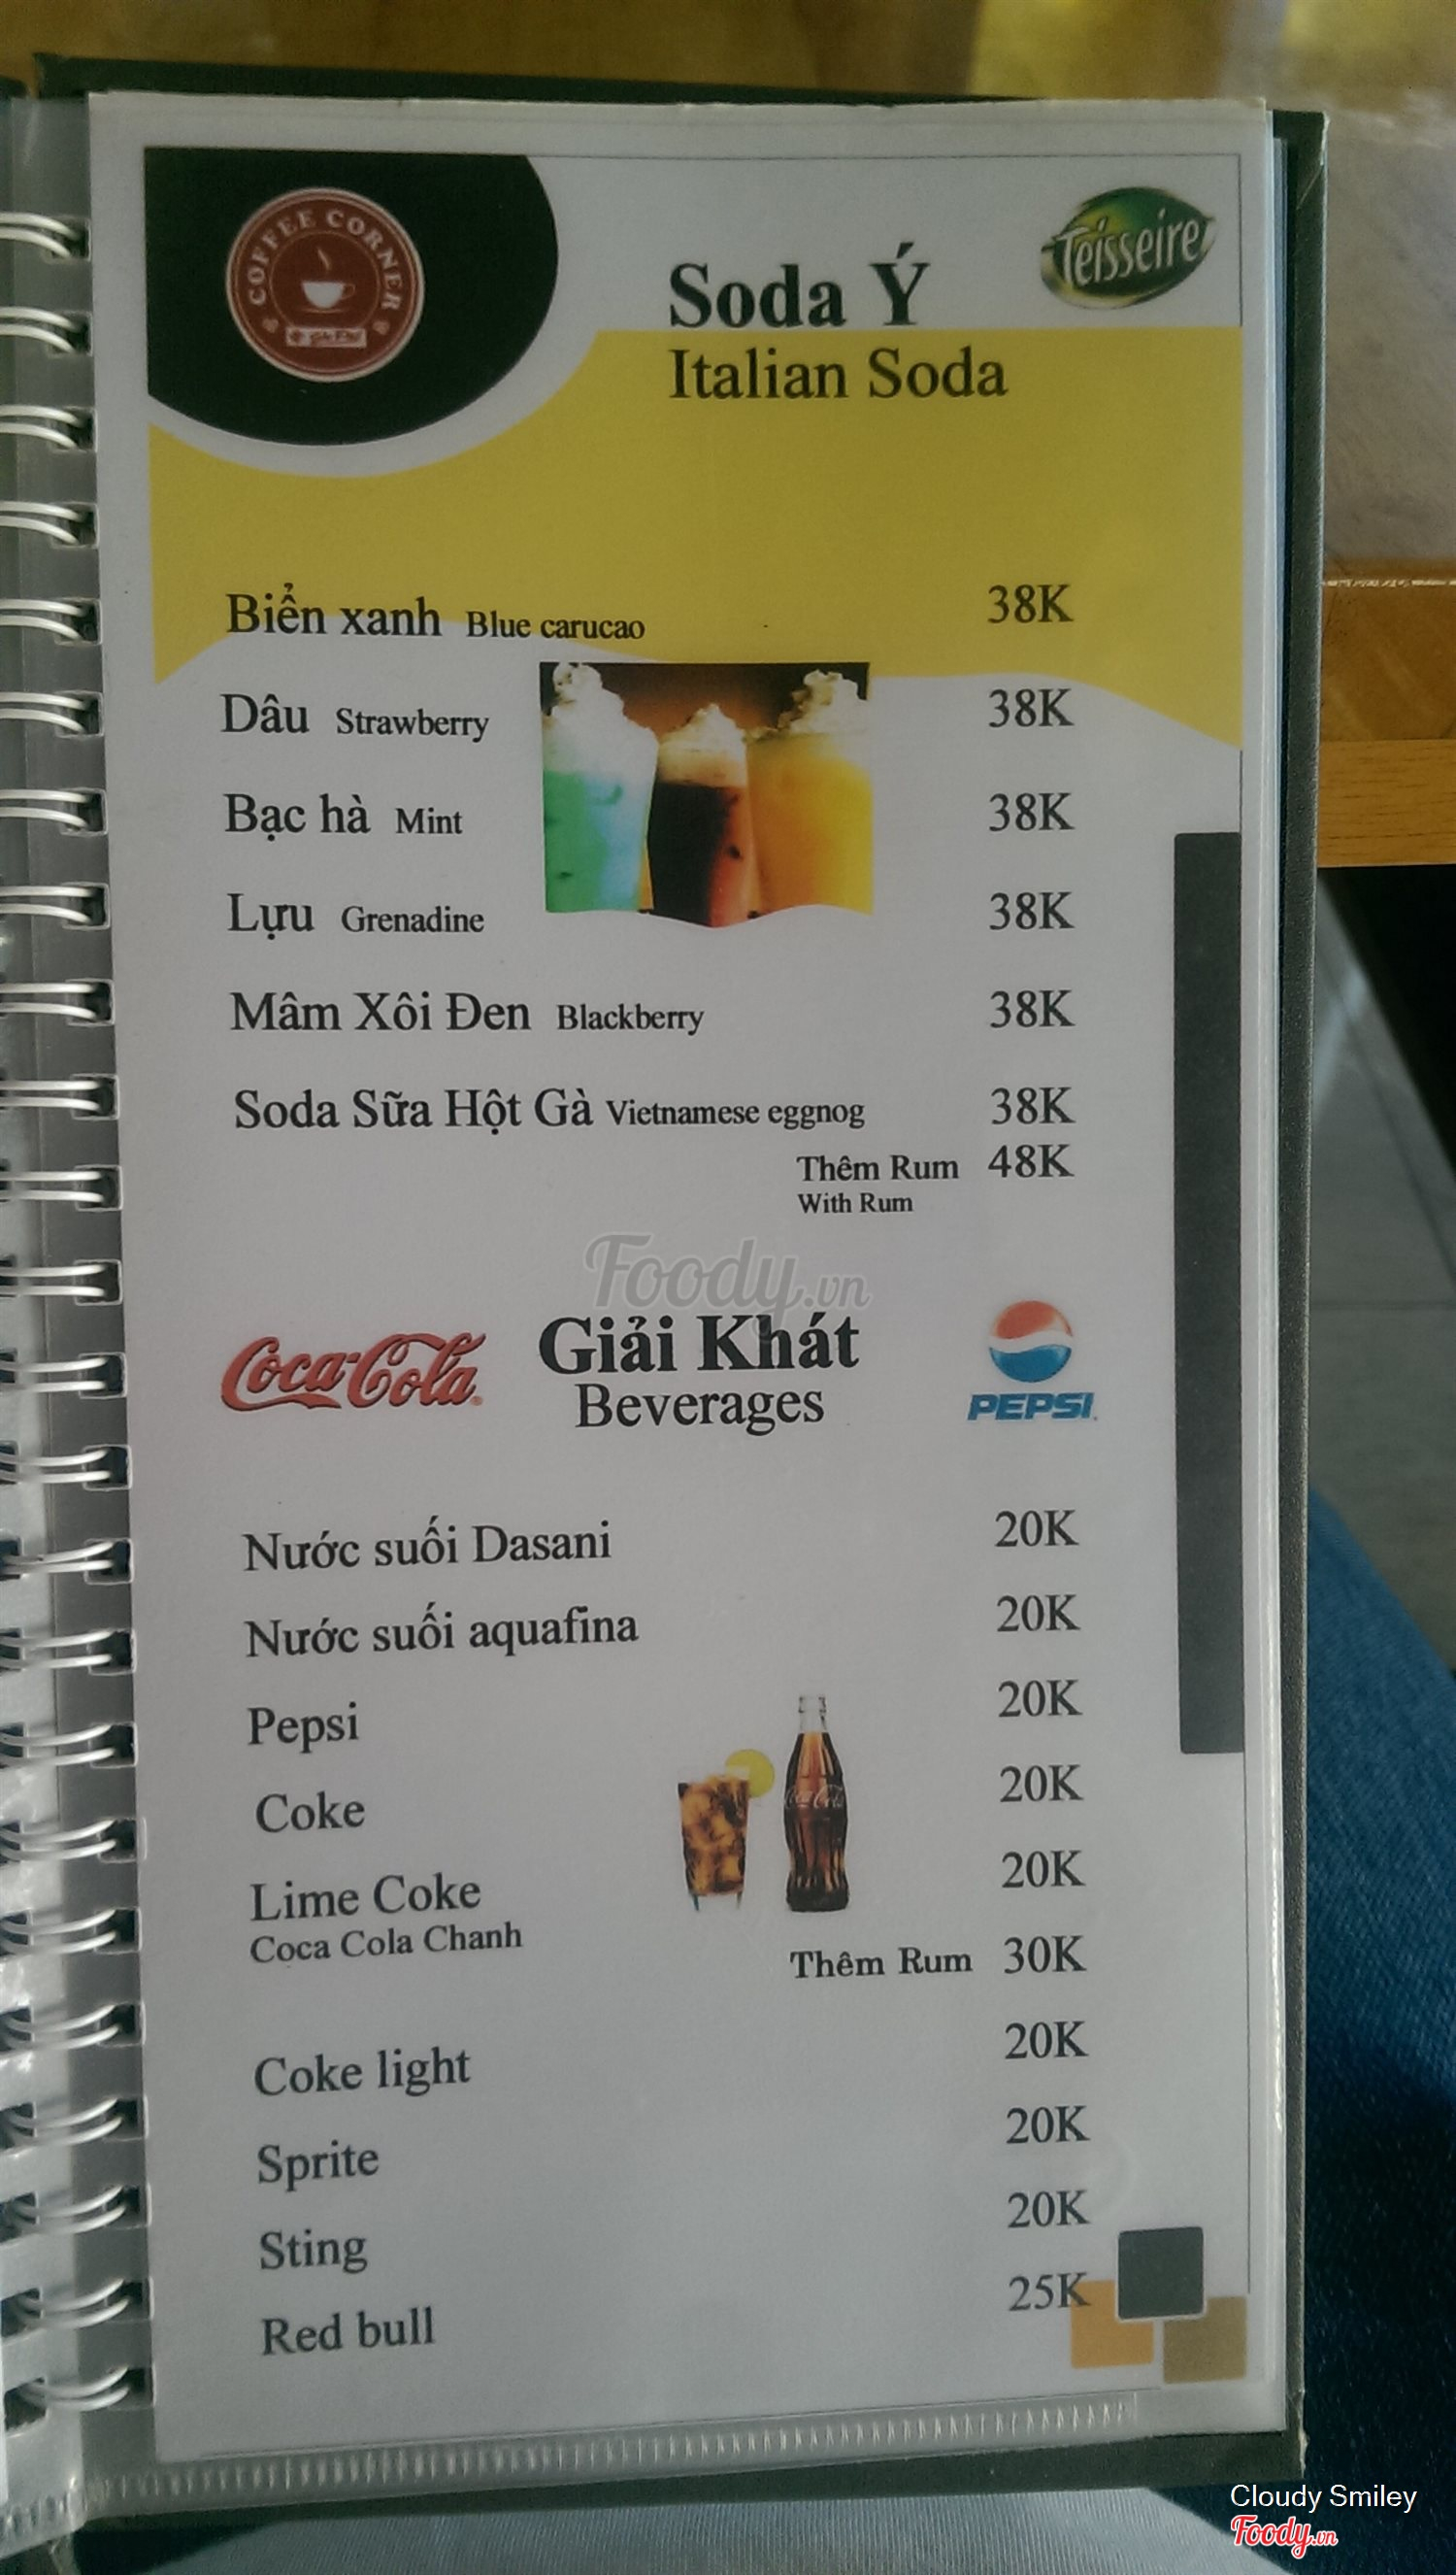 COFFEE CORNER
Teisseire
Soda Ý
Italian Soda
Biển xanh Blue carucao 38K
Dâu Strawberry 38K
Bạc hà Mint 38K
Lựu Grenadine 38K
Mâm Xôi Đen Blackberry 38K
Soda Sữa Hột Gà Vietnamese eggnog 38K
Thêm Rum 48K
With Rum
Foody.vn
Coca-Cola Giải Khát PEPSI
Beverages
Nước suối Dasani 20K
Nước suối aquafina 20K
Pepsi 20K
Coke 20K
Coca Cola
Lime Coke 20K
Coca Cola Chanh
Thêm Rum 30K
Coke light 20K
Sprite 20K
Sting 20K
Red bull 25K
Cloudy Smiley
Foody.vn